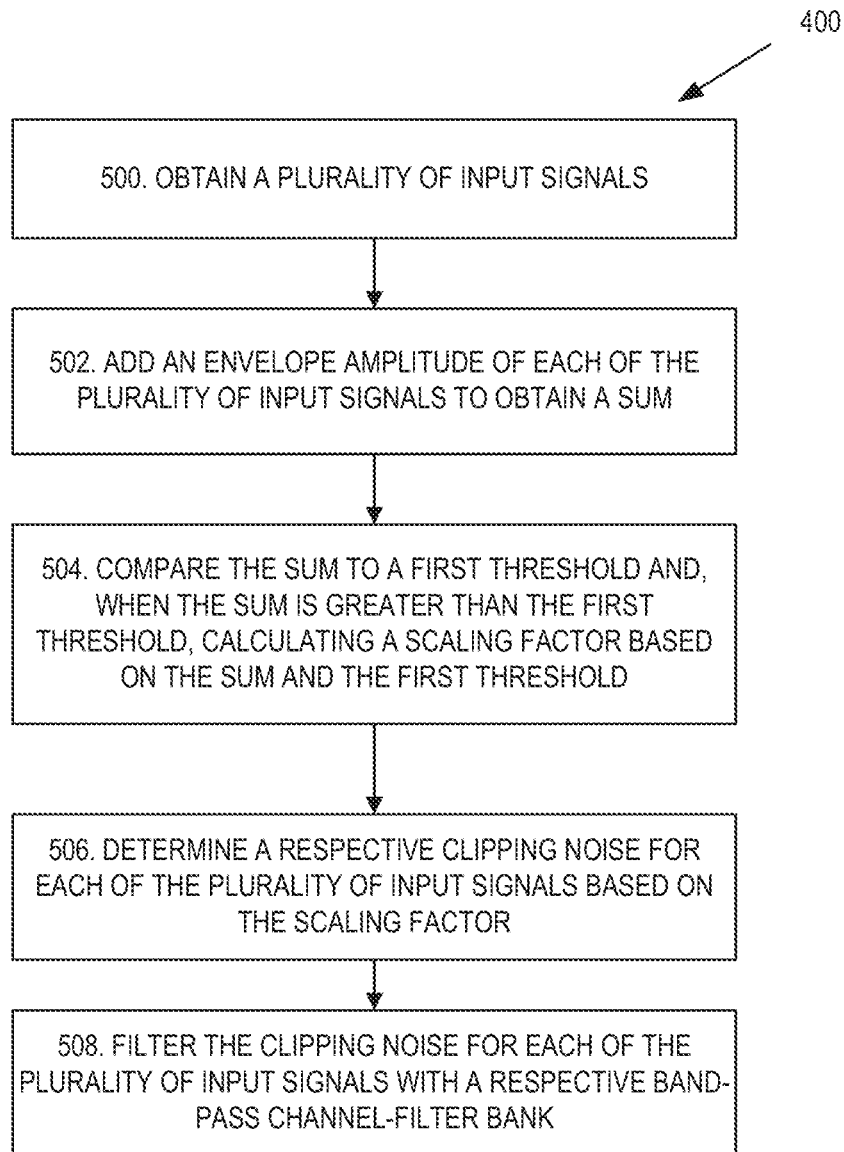 400
500. OBTAIN A PLURALITY OF INPUT SIGNALS
502. ADD AN ENVELOPE AMPLITUDE OF EACH OF THE
PLURALITY OF INPUT SIGNALS TO OBTAIN A SUM
504. COMPARE THE SUM TO A FIRST THRESHOLD AND,
WHEN THE SUM IS GREATER THAN THE FIRST
THRESHOLD, CALCULATING A SCALING FACTOR BASED
ON THE SUM AND THE FIRST THRESHOLD
506. DETERMINE A RESPECTIVE CLIPPING NOISE FOR
EACH OF THE PLURALITY OF INPUT SIGNALS BASED ON
THE SCALING FACTOR
508. FILTER THE CLIPPING NOISE FOR EACH OF THE
PLURALITY OF INPUT SIGNALS WITH A RESPECTIVE BAND-
PASS CHANNEL-FILTER BANK